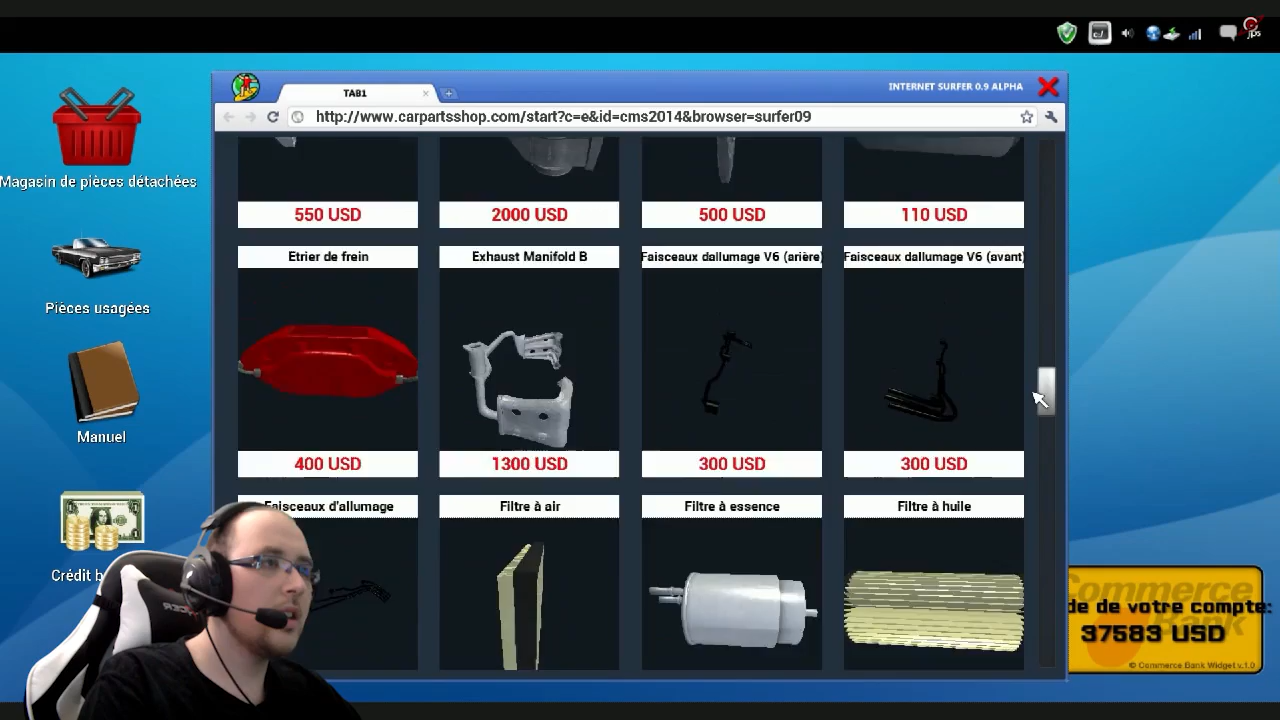 TAB1
INTERNET SURFER 0.9 ALPHA
http://www.carpartsshop.com/start?c=e&id=cms2014&browser=surfer09
Magasin de pièces détachées
Pièces usagées
Manuel
Crédit b
550 USD
2000 USD
500 USD
110 USD
Etrier de frein
Exhaust Manifold B
Faisceaux dallumage V6 (arière)
Faisceaux dallumage V6 (avant)
400 USD
1300 USD
300 USD
300 USD
Faisceaux d'allumage
Filtre à air
Filtre à essence
Filtre à huile
Commerce
Bank
de de votre compte:
37583 USD
© Commerce Bank Widget v.1.0